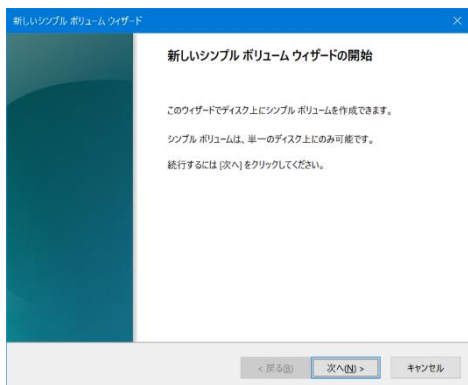 新しいシンプル ボリューム ウィザード
新しいシンプル ボリューム ウィザードの開始
このウィザードでディスク上にシンプル ボリュームを作成できます。
シンプル ボリュームは、単一のディスク上にのみ可能です。
続行するには [次へ] をクリックしてください。
< 戻る(B) 次へ(N) > キャンセル